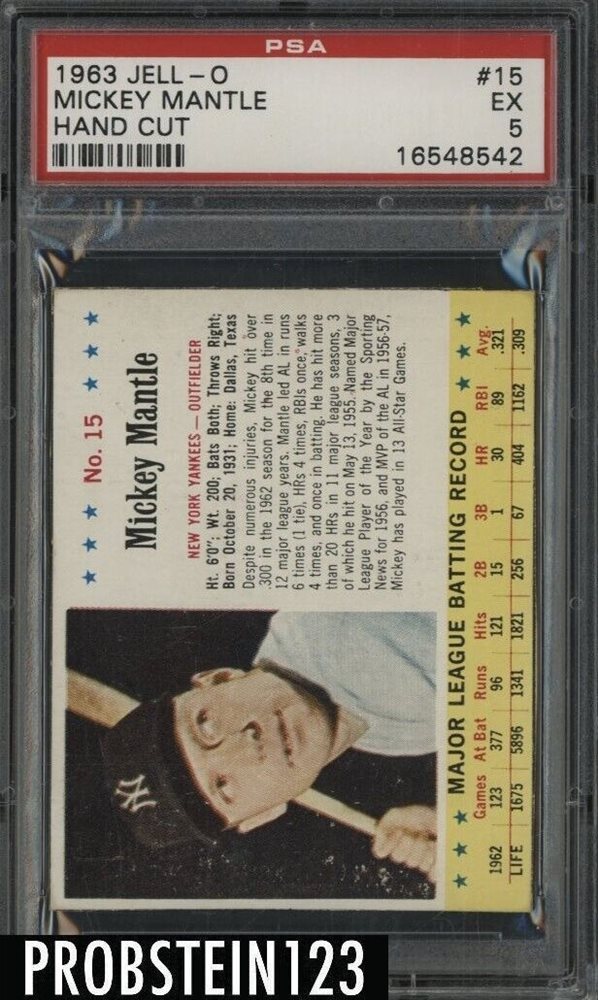 PSA
1963 JELL-O #15
MICKEY MANTLE EX
HAND CUT 5
16548542
★ ★ ★ No. 15 ★ ★ ★
Mickey Mantle
NEW YORK YANKEES—OUTFIELDER
Ht. 6'0"; Wt. 200; Bats Both; Throws Right;
Born October 20, 1931; Home: Dallas, Texas
Despite numerous injuries, Mickey hit over
.300 in the 1962 season for the 8th time in
12 major league years. Mantle led AL in runs
6 times (1 tie), HRs 4 times, RBIs once, walks
4 times, and once in batting. He has hit more
than 20 HRs in 11 major league seasons, 3
of which he hit on May 13, 1955. Named Major
League Player of the Year by the Sporting
News for 1956, and MVP of the AL in 1956-57,
Mickey has played in 13 All-Star Games.
NY
★ ★ ★ MAJOR LEAGUE BATTING RECORD ★ ★ ★
Games At Bat Runs Hits 2B 3B HR RBI Avg.
1962 123 377 96 121 15 1 30 89 .321
LIFE 1675 5896 1341 1821 256 67 404 1162 .309
PROBSTEIN123